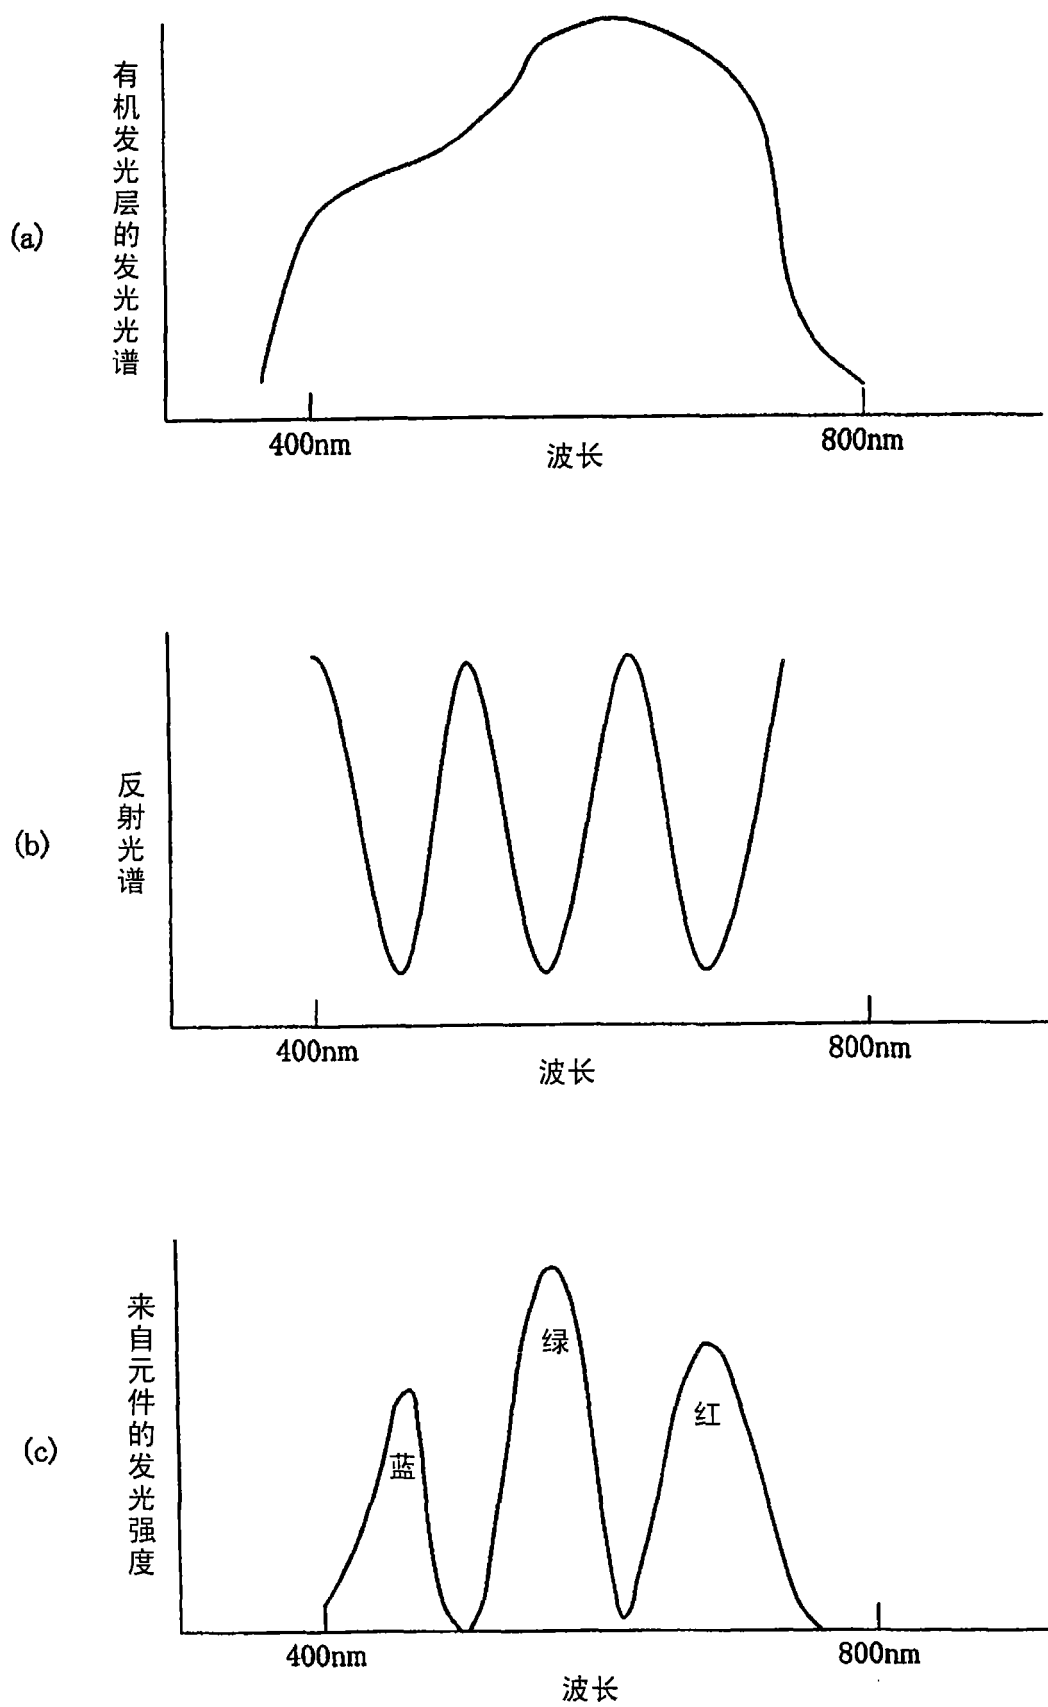 (a)
有机发光层的发光光谱
400nm
800nm
波长
(b)
反射光谱
400nm
800nm
波长
(c)
来自元件的发光强度
蓝
绿
红
400nm
800nm
波长